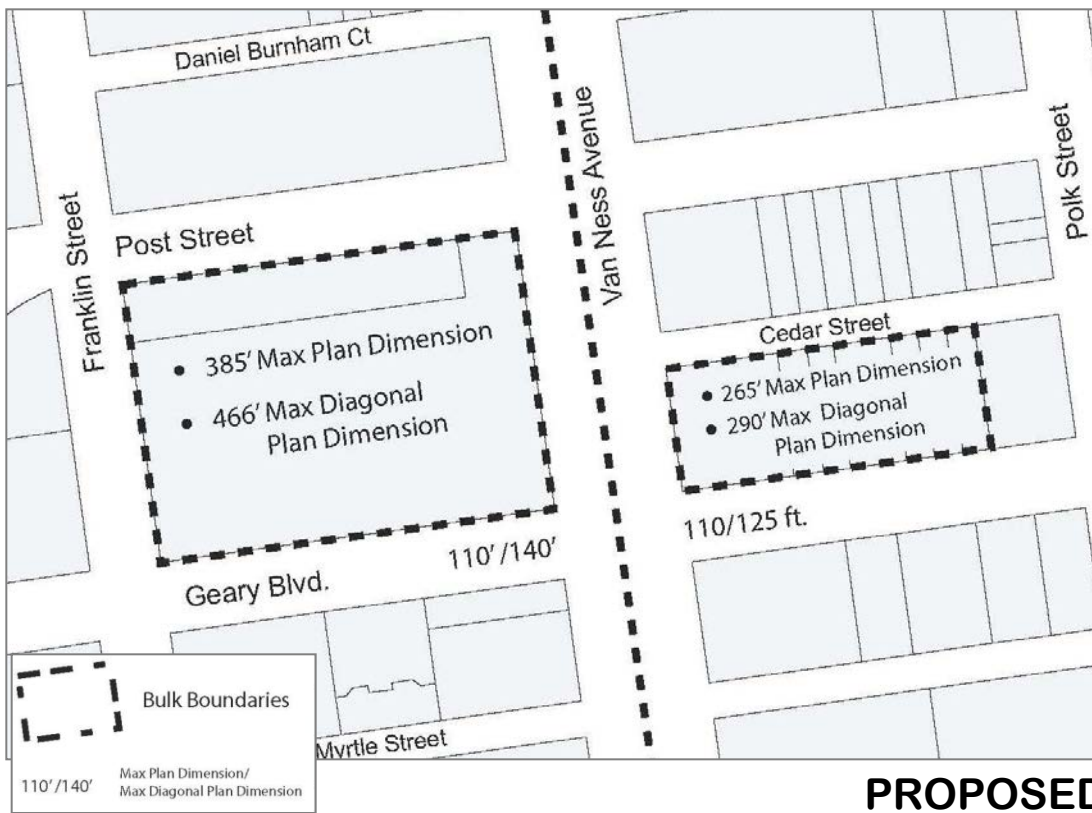 Daniel Burnham Ct
Franklin Street
Post Street
Van Ness Avenue
Polk Street
Cedar Street
• 385' Max Plan Dimension
• 466' Max Diagonal
Plan Dimension
• 265' Max Plan Dimension
• 290' Max Diagonal
Plan Dimension
110/125 ft.
110'/140'
Geary Blvd.
Myrtle Street
Bulk Boundaries
110'/140'
Max Plan Dimension/
Max Diagonal Plan Dimension
PROPOSED